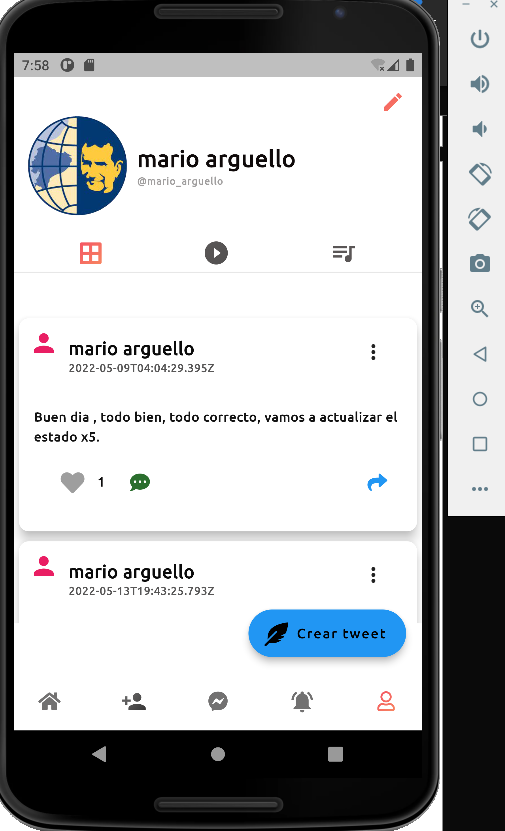 7:58
mario arguello
@mario_arguello
mario arguello
2022-05-09T04:04:29.395Z
Buen dia , todo bien, todo correcto, vamos a actualizar el
estado x5.
1
mario arguello
2022-05-13T19:43:25.793Z
Crear tweet